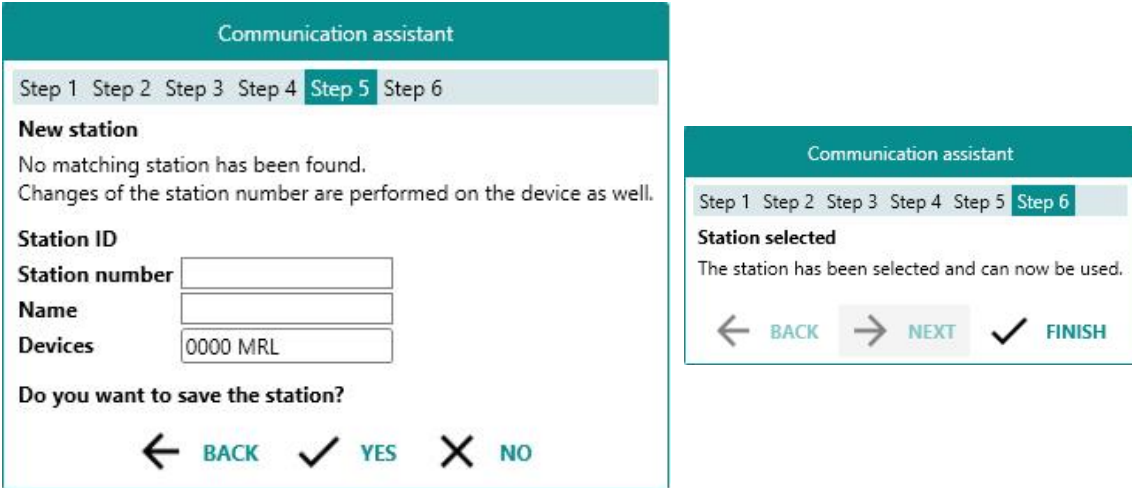 Communication assistant
Step 1 Step 2 Step 3 Step 4 Step 5 Step 6
New station
No matching station has been found.
Changes of the station number are performed on the device as well.
Station ID
Station number
Name
Devices 0000 MRL
Do you want to save the station?
BACK YES NO
Communication assistant
Step 1 Step 2 Step 3 Step 4 Step 5 Step 6
Station selected
The station has been selected and can now be used.
BACK NEXT FINISH